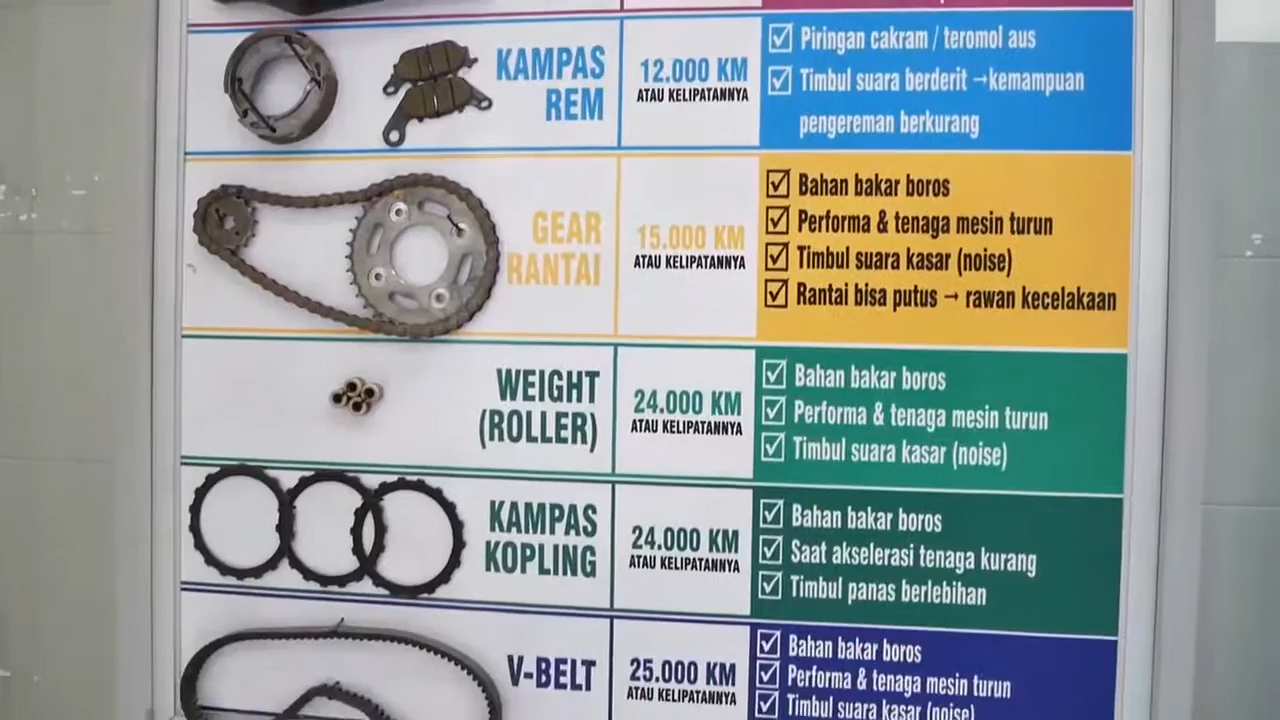 KAMPAS
REM
12.000 KM
ATAU KELIPATANNYA
Piringan cakram / teromol aus
Timbul suara berderit →kemampuan
pengereman berkurang
GEAR
RANTAI
15.000 KM
ATAU KELIPATANNYA
Bahan bakar boros
Performa & tenaga mesin turun
Timbul suara kasar (noise)
Rantai bisa putus → rawan kecelakaan
WEIGHT
(ROLLER)
24.000 KM
ATAU KELIPATANNYA
Bahan bakar boros
Performa & tenaga mesin turun
Timbul suara kasar (noise)
KAMPAS
KOPLING
24.000 KM
ATAU KELIPATANNYA
Bahan bakar boros
Saat akselerasi tenaga kurang
Timbul panas berlebihan
V-BELT
25.000 KM
ATAU KELIPATANNYA
Bahan bakar boros
Performa & tenaga mesin turun
Timbul suara kasar (noise)